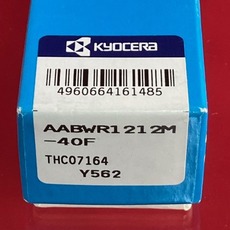 KYOCERA
4960664161485
AABWR1212M
-40F
THC07164
Y562